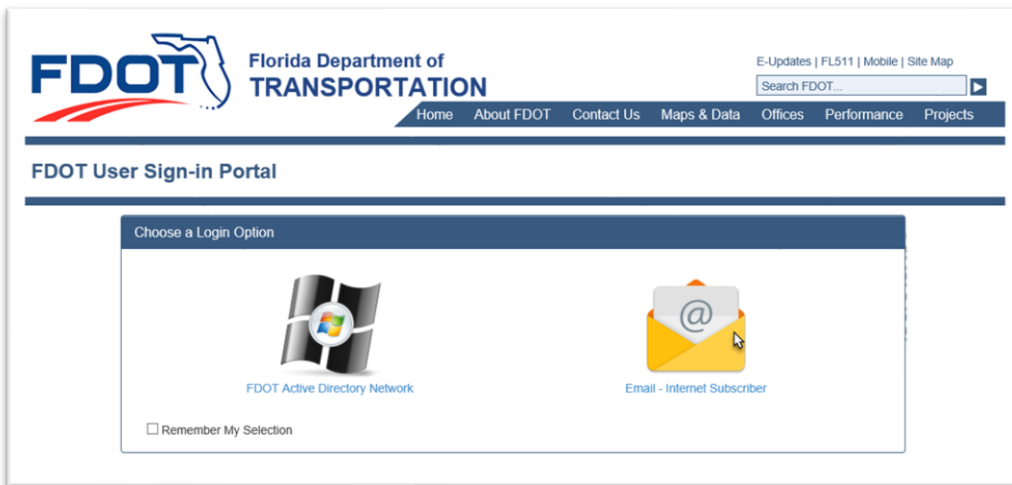 FDOT
Florida Department of
TRANSPORTATION
E-Updates | FL511 | Mobile | Site Map
Search FDOT...
Home About FDOT Contact Us Maps & Data Offices Performance Projects
FDOT User Sign-in Portal
Choose a Login Option
@
FDOT Active Directory Network Email - Internet Subscriber
Remember My Selection